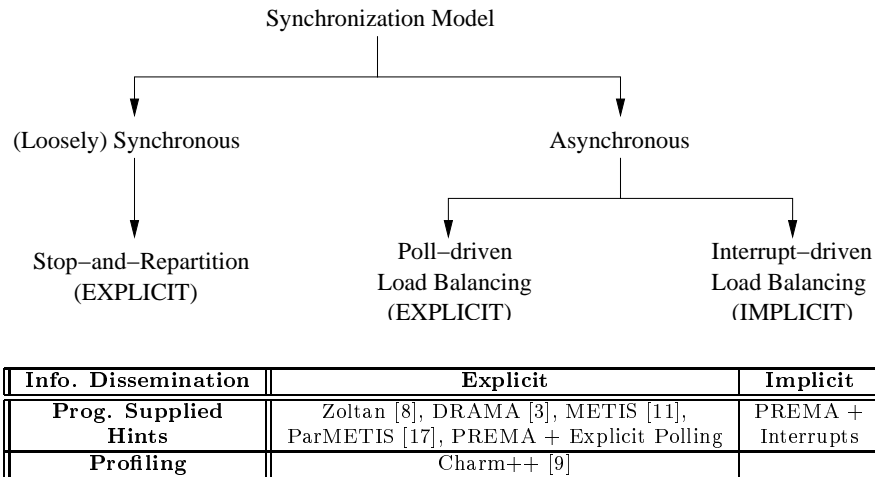 Synchronization Model
(Loosely) Synchronous
Asynchronous
Stop−and−Repartition
(EXPLICIT)
Poll−driven
Load Balancing
(EXPLICIT)
Interrupt−driven
Load Balancing
(IMPLICIT)
Info. Dissemination Explicit Implicit
Prog. Supplied Hints
Zoltan [8], DRAMA [3], METIS [11],
ParMETIS [17], PREMA + Explicit Polling
PREMA +
Interrupts
Profiling Charm++ [9]